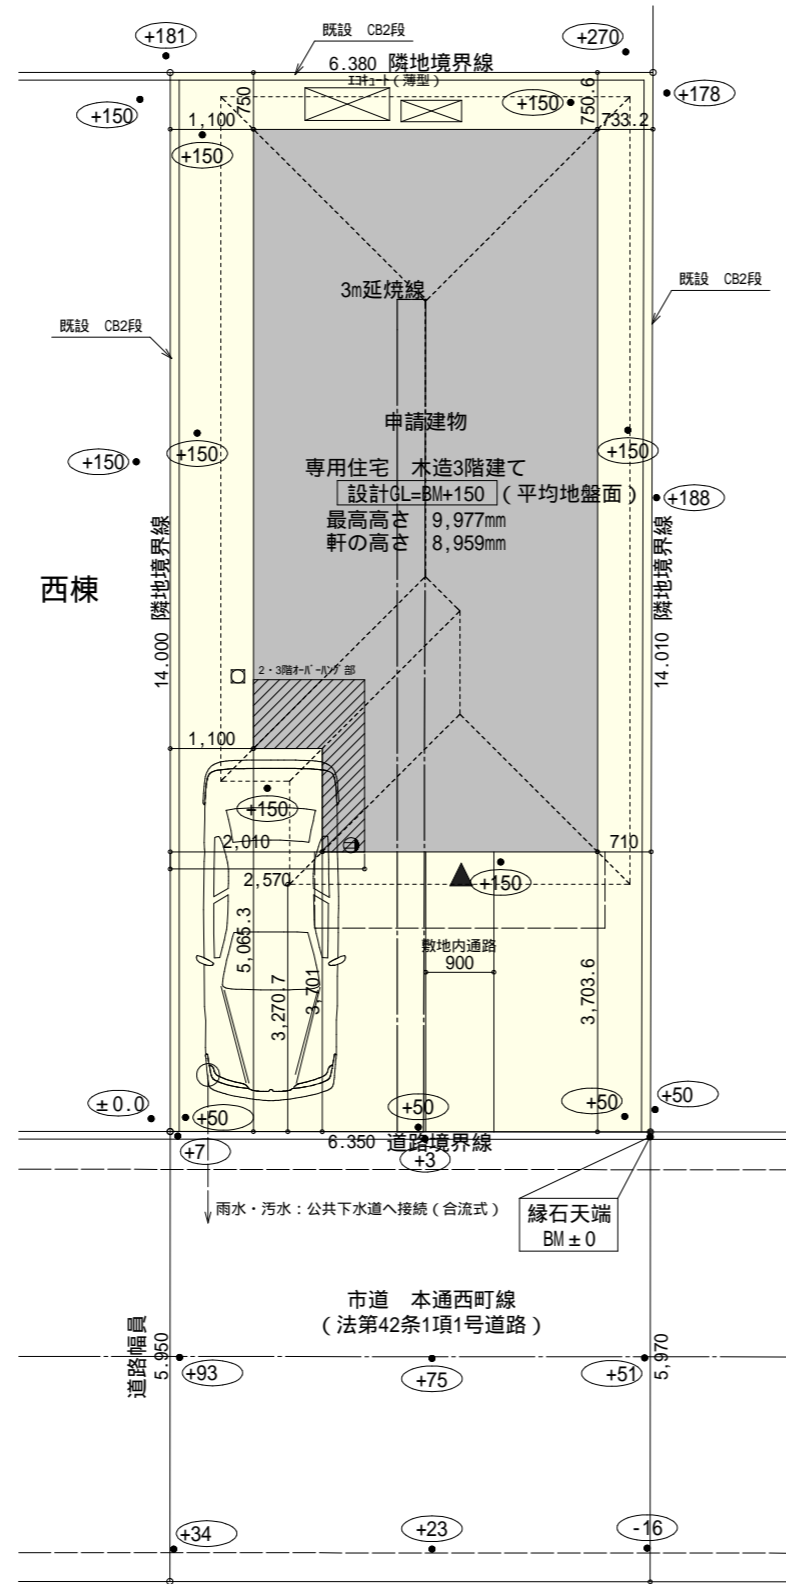 既設 CB2段
+181
+270
6.380 隣地境界線
ｴｺｷｭｰﾄ(薄型)
750
750.6
+150
+150
+178
1,100
733.2
+150
3m延焼線
既設 CB2段
既設 CB2段
申請建物
+150
+150
+150
専用住宅 木造3階建て
設計GL=BM+150 (平均地盤面)
+188
最高高さ 9,977mm
軒の高さ 8,959mm
西棟
14.000 隣地境界線
14.010 隣地境界線
2・3階ｵｰﾊﾞｰﾊﾝｸﾞ部
1,100
+150
2,010
710
2,570
+150
敷地内通路
900
5,065.3
3,270.7
3,701
3,703.6
±0.0
+50
+50
+50
+50
+7
6.350 道路境界線
+3
雨水・汚水：公共下水道へ接続(合流式)
縁石天端
BM±0
市道 本通西町線
(法第42条1項1号道路)
道路幅員
5.950
5,970
+93
+75
+51
+34
+23
-16